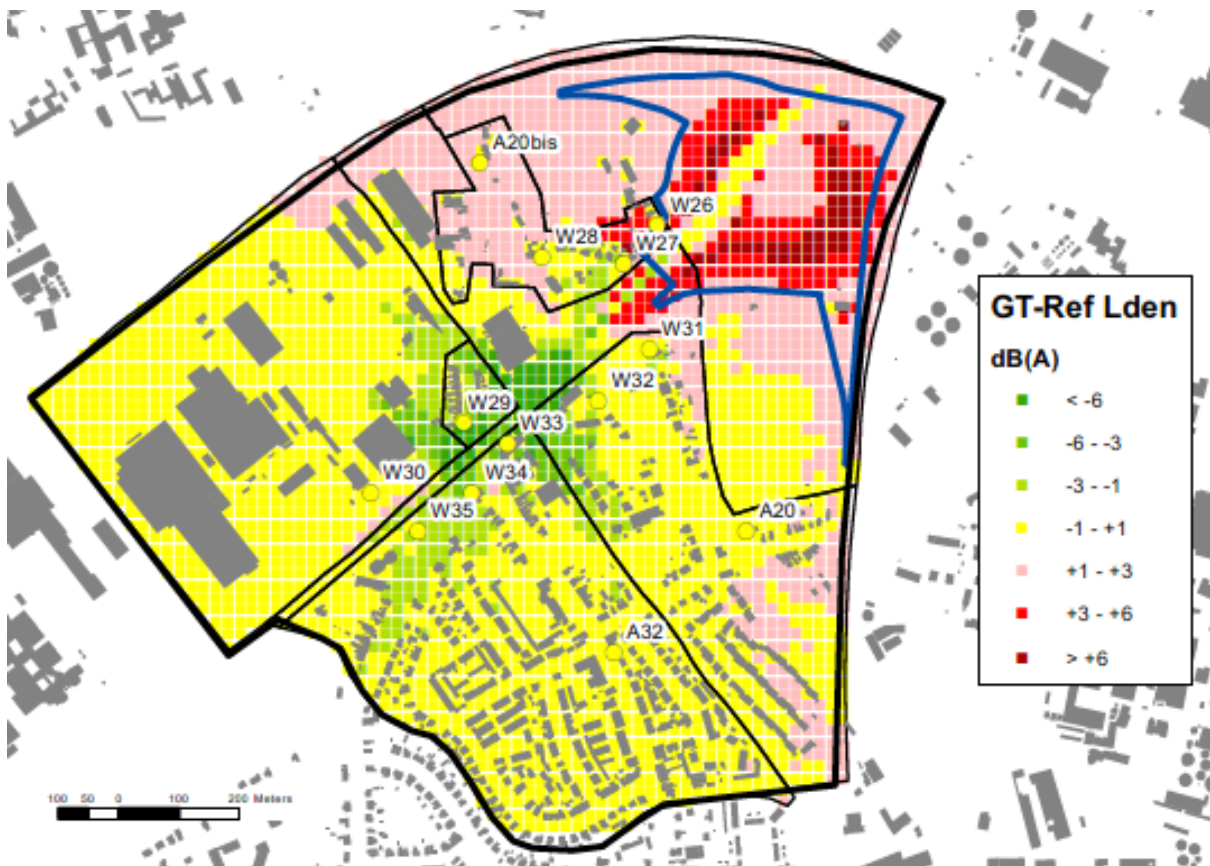 A20bis
W26
W28
W27
W31
W32
W29
W33
W30
W34
W35
A20
A32
GT-Ref Lden
dB(A)
< -6
-6 - -3
-3 - -1
-1 - +1
+1 - +3
+3 - +6
> +6
100 50 0 100 200 Meters